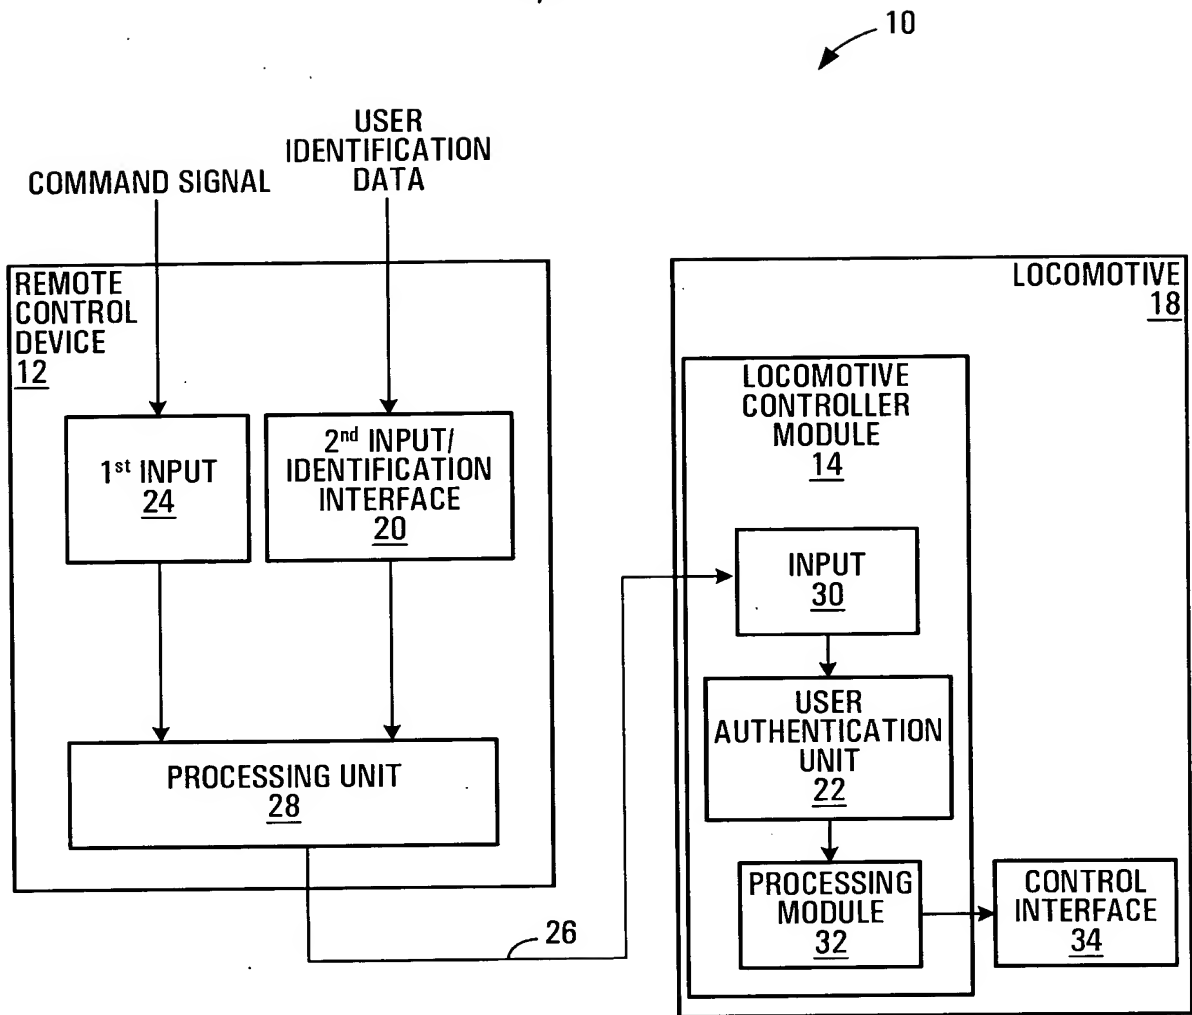 10
COMMAND SIGNAL
USER
IDENTIFICATION
DATA
REMOTE
CONTROL
DEVICE
12
1st INPUT
24
2nd INPUT/
IDENTIFICATION
INTERFACE
20
PROCESSING UNIT
28
26
LOCOMOTIVE
18
LOCOMOTIVE
CONTROLLER
MODULE
14
INPUT
30
USER
AUTHENTICATION
UNIT
22
PROCESSING
MODULE
32
CONTROL
INTERFACE
34